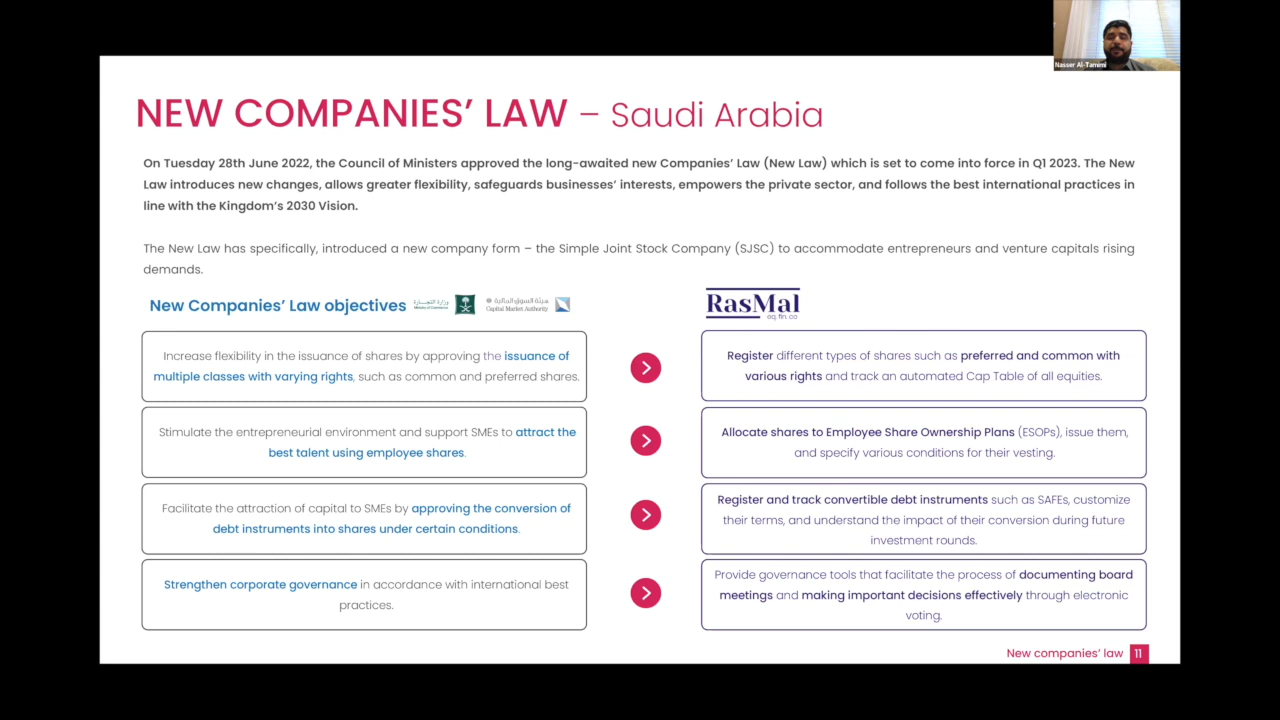 Nasser Al-Tamimi
NEW COMPANIES' LAW – Saudi Arabia
On Tuesday 28th June 2022, the Council of Ministers approved the long-awaited new Companies' Law (New Law) which is set to come into force in Q1 2023. The New
Law introduces new changes, allows greater flexibility, safeguards businesses' interests, empowers the private sector, and follows the best international practices in
line with the Kingdom's 2030 Vision.
The New Law has specifically, introduced a new company form – the Simple Joint Stock Company (SJSC) to accommodate entrepreneurs and venture capitals rising
demands.
New Companies' Law objectives
وزارة التجارة
Ministry of Commerce
هيئة السوق المالية
Capital Market Authority
RasMal
eq. fin. co
Increase flexibility in the issuance of shares by approving the issuance of
multiple classes with varying rights, such as common and preferred shares.
Register different types of shares such as preferred and common with
various rights and track an automated Cap Table of all equities.
Stimulate the entrepreneurial environment and support SMEs to attract the
best talent using employee shares.
Allocate shares to Employee Share Ownership Plans (ESOPs), issue them,
and specify various conditions for their vesting.
Facilitate the attraction of capital to SMEs by approving the conversion of
debt instruments into shares under certain conditions.
Register and track convertible debt instruments such as SAFEs, customize
their terms, and understand the impact of their conversion during future
investment rounds.
Strengthen corporate governance in accordance with international best
practices.
Provide governance tools that facilitate the process of documenting board
meetings and making important decisions effectively through electronic
voting.
New companies' law 11